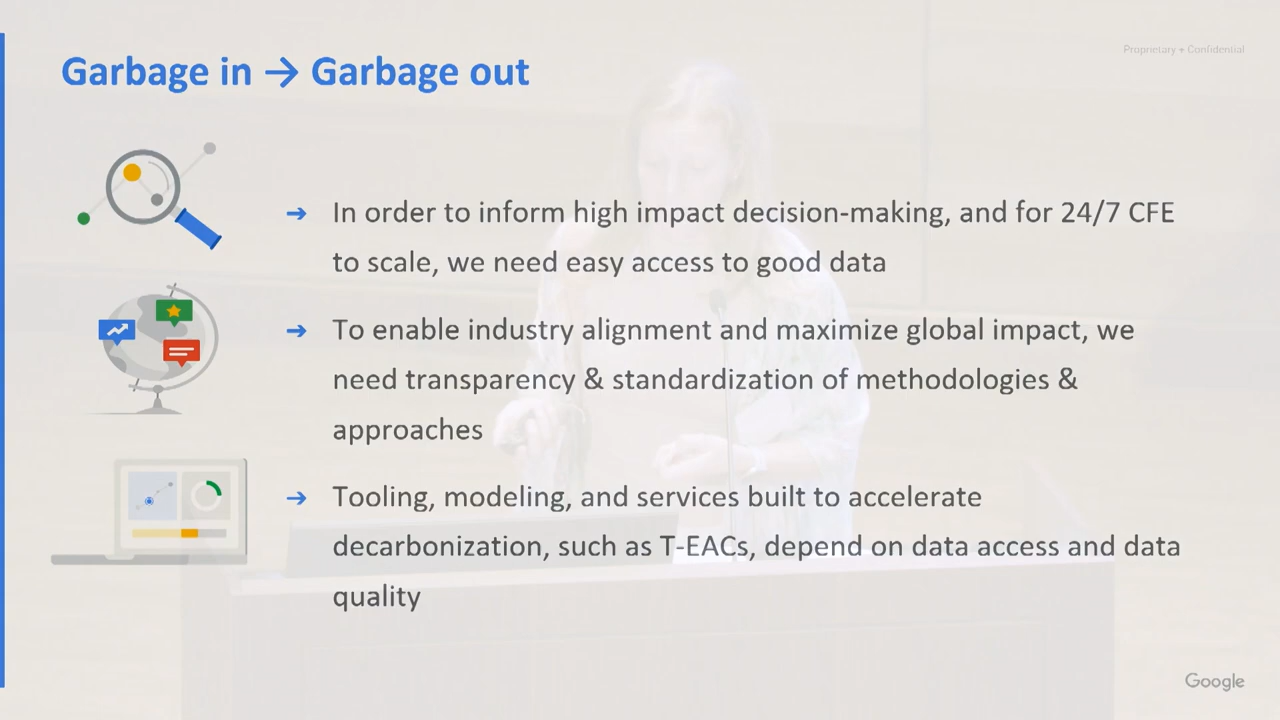 Proprietary + Confidential
Garbage in → Garbage out
➔ In order to inform high impact decision-making, and for 24/7 CFE
to scale, we need easy access to good data
➔ To enable industry alignment and maximize global impact, we
need transparency & standardization of methodologies &
approaches
➔ Tooling, modeling, and services built to accelerate
decarbonization, such as T-EACs, depend on data access and data
quality
Google